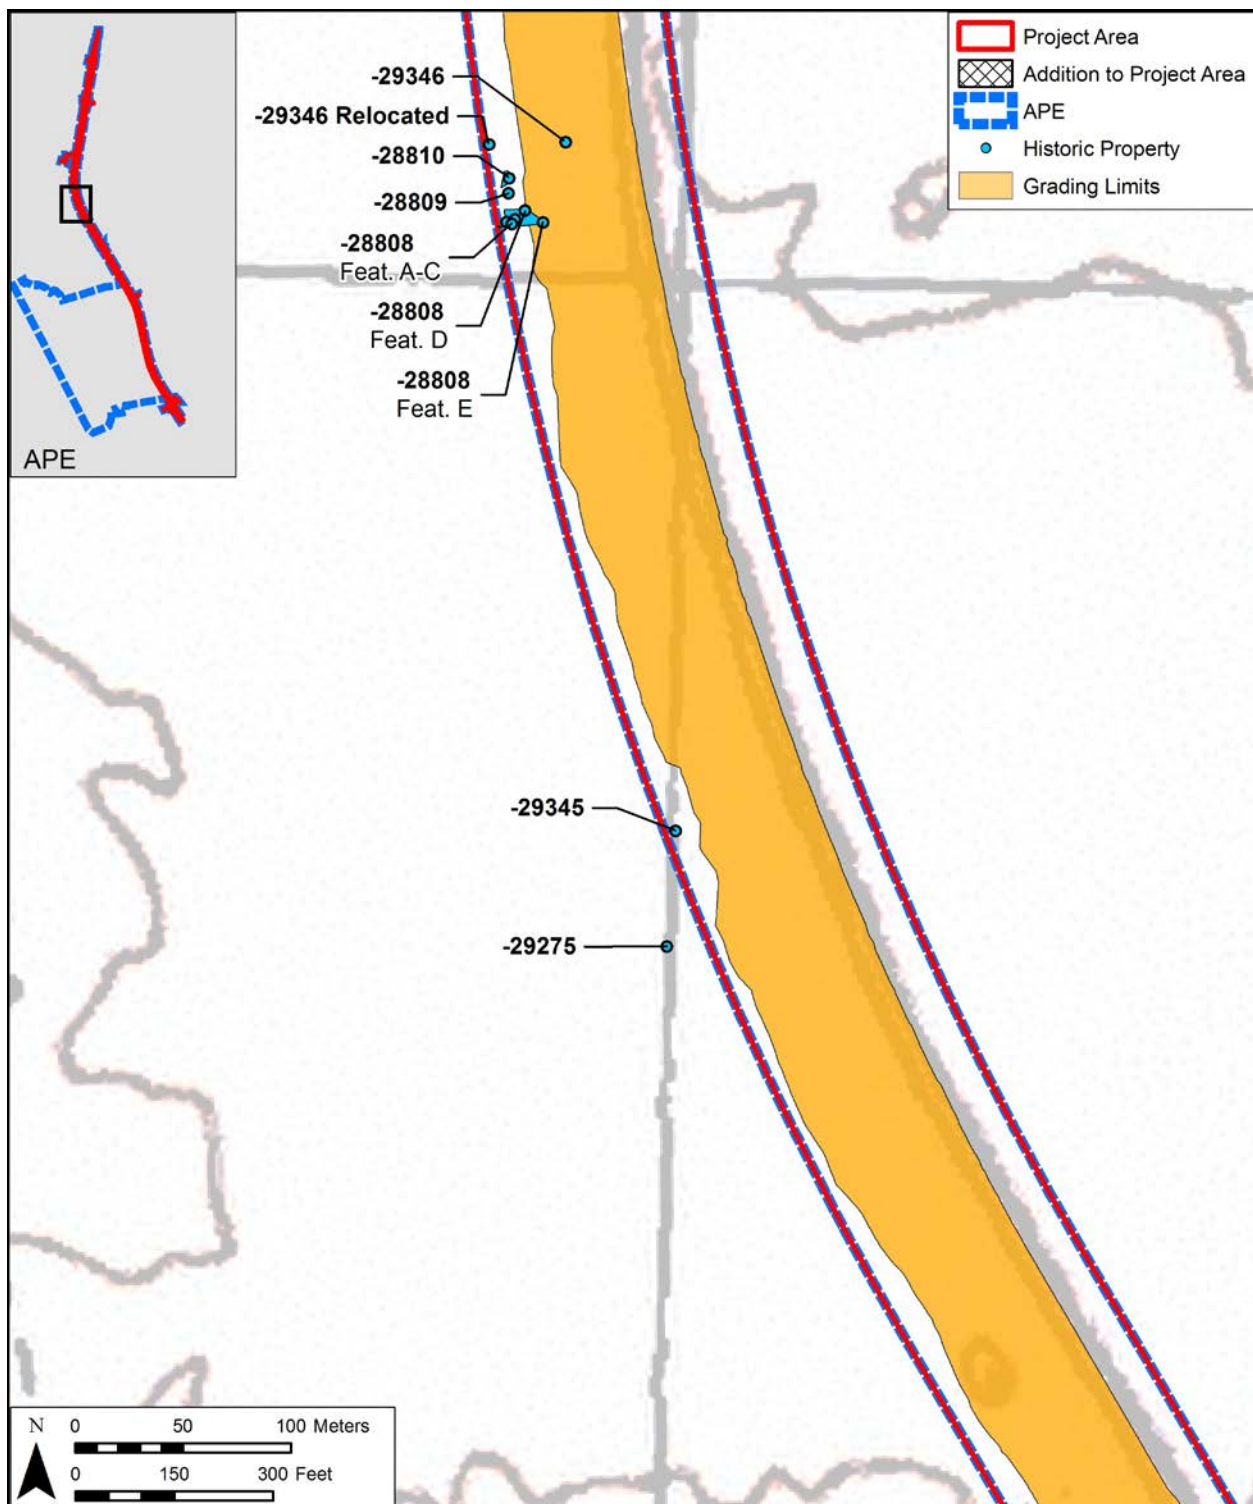 Project Area
Addition to Project Area
APE
Historic Property
Grading Limits
-29346
-29346 Relocated
-28810
-28809
-28808
Feat. A-C
-28808
Feat. D
-28808
Feat. E
APE
-29345
-29275
N 0 50 100 Meters
0 150 300 Feet